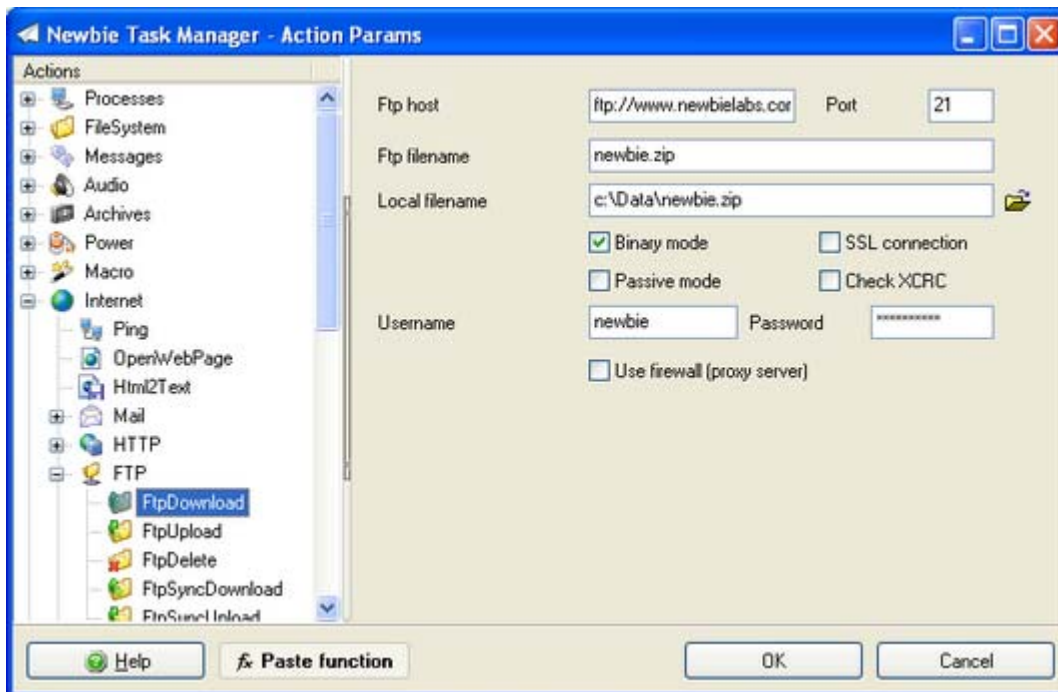 Newbie Task Manager - Action Params
Actions
Processes
FileSystem
Messages
Audio
Archives
Power
Macro
Internet
Ping
OpenWebPage
Html2Text
Mail
HTTP
FTP
FtpDownload
FtpUpload
FtpDelete
FtpSyncDownload
FtpSyncUpload
Ftp host
ftp://www.newbielabs.cor
Port
21
Ftp filename
newbie.zip
Local filename
c:\Data\newbie.zip
Binary mode
SSL connection
Passive mode
Check XCRC
Username
newbie
Password
**********
Use firewall (proxy server)
Help
fx Paste function
OK
Cancel